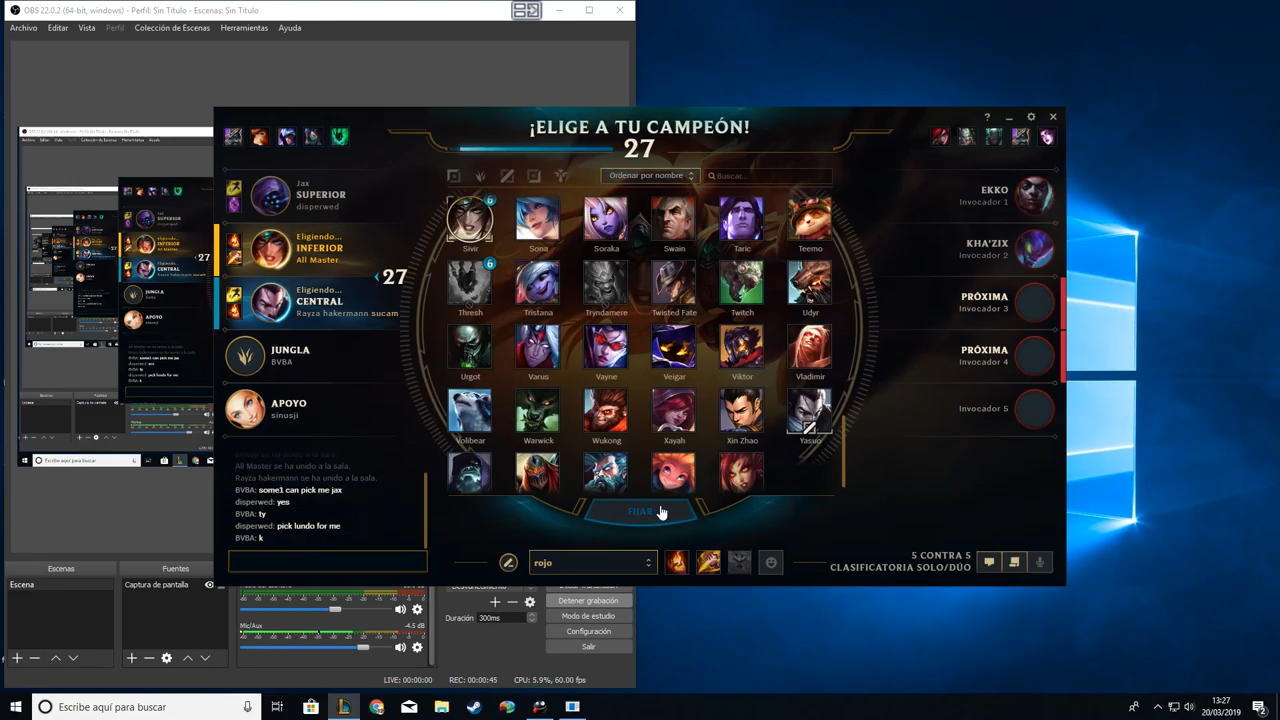 OBS 22.0.2 (64-bit, windows) - Perfil: Sin Título - Escenas: Sin Título
Archivo Editar Vista Perfil Colección de Escenas Herramientas Ayuda
¡ELIGE A TU CAMPEÓN!
27
Ordenar por nombre
Buscar...
Jax
SUPERIOR
disperwed
Eligiendo...
INFERIOR
All Master
27
Eligiendo...
CENTRAL
Rayza hakermann sucam
JUNGLA
BVBA
APOYO
sinusji
Sivir Sona Soraka Swain Taric Teemo
Thresh Tristana Tryndamere Twisted Fate Twitch Udyr
Urgot Varus Vayne Veigar Viktor Vladimir
Volibear Warwick Wukong Xayah Xin Zhao Yasuo
6
6
EKKO
Invocador 1
KHA'ZIX
Invocador 2
PRÓXIMA
Invocador 3
PRÓXIMA
Invocador 4
Invocador 5
All Master se ha unido a la sala.
Rayza hakermann se ha unido a la sala.
BVBA: some1 can pick me jax
disperwed: yes
BVBA: ty
disperwed: pick lundo for me
BVBA: k
FIJAR
rojo
5 CONTRA 5
CLASIFICATORIA SOLO/DÚO
Escenas
Escena
Fuentes
Captura de pantalla
Mic/Aux
-4.5 dB
Duración 300ms
Detener grabación
Modo de estudio
Configuración
Salir
LIVE: 00:00:00 REC: 00:00:45 CPU: 5.9%, 60.00 fps
Escribe aquí para buscar
13:27
20/03/2019
2